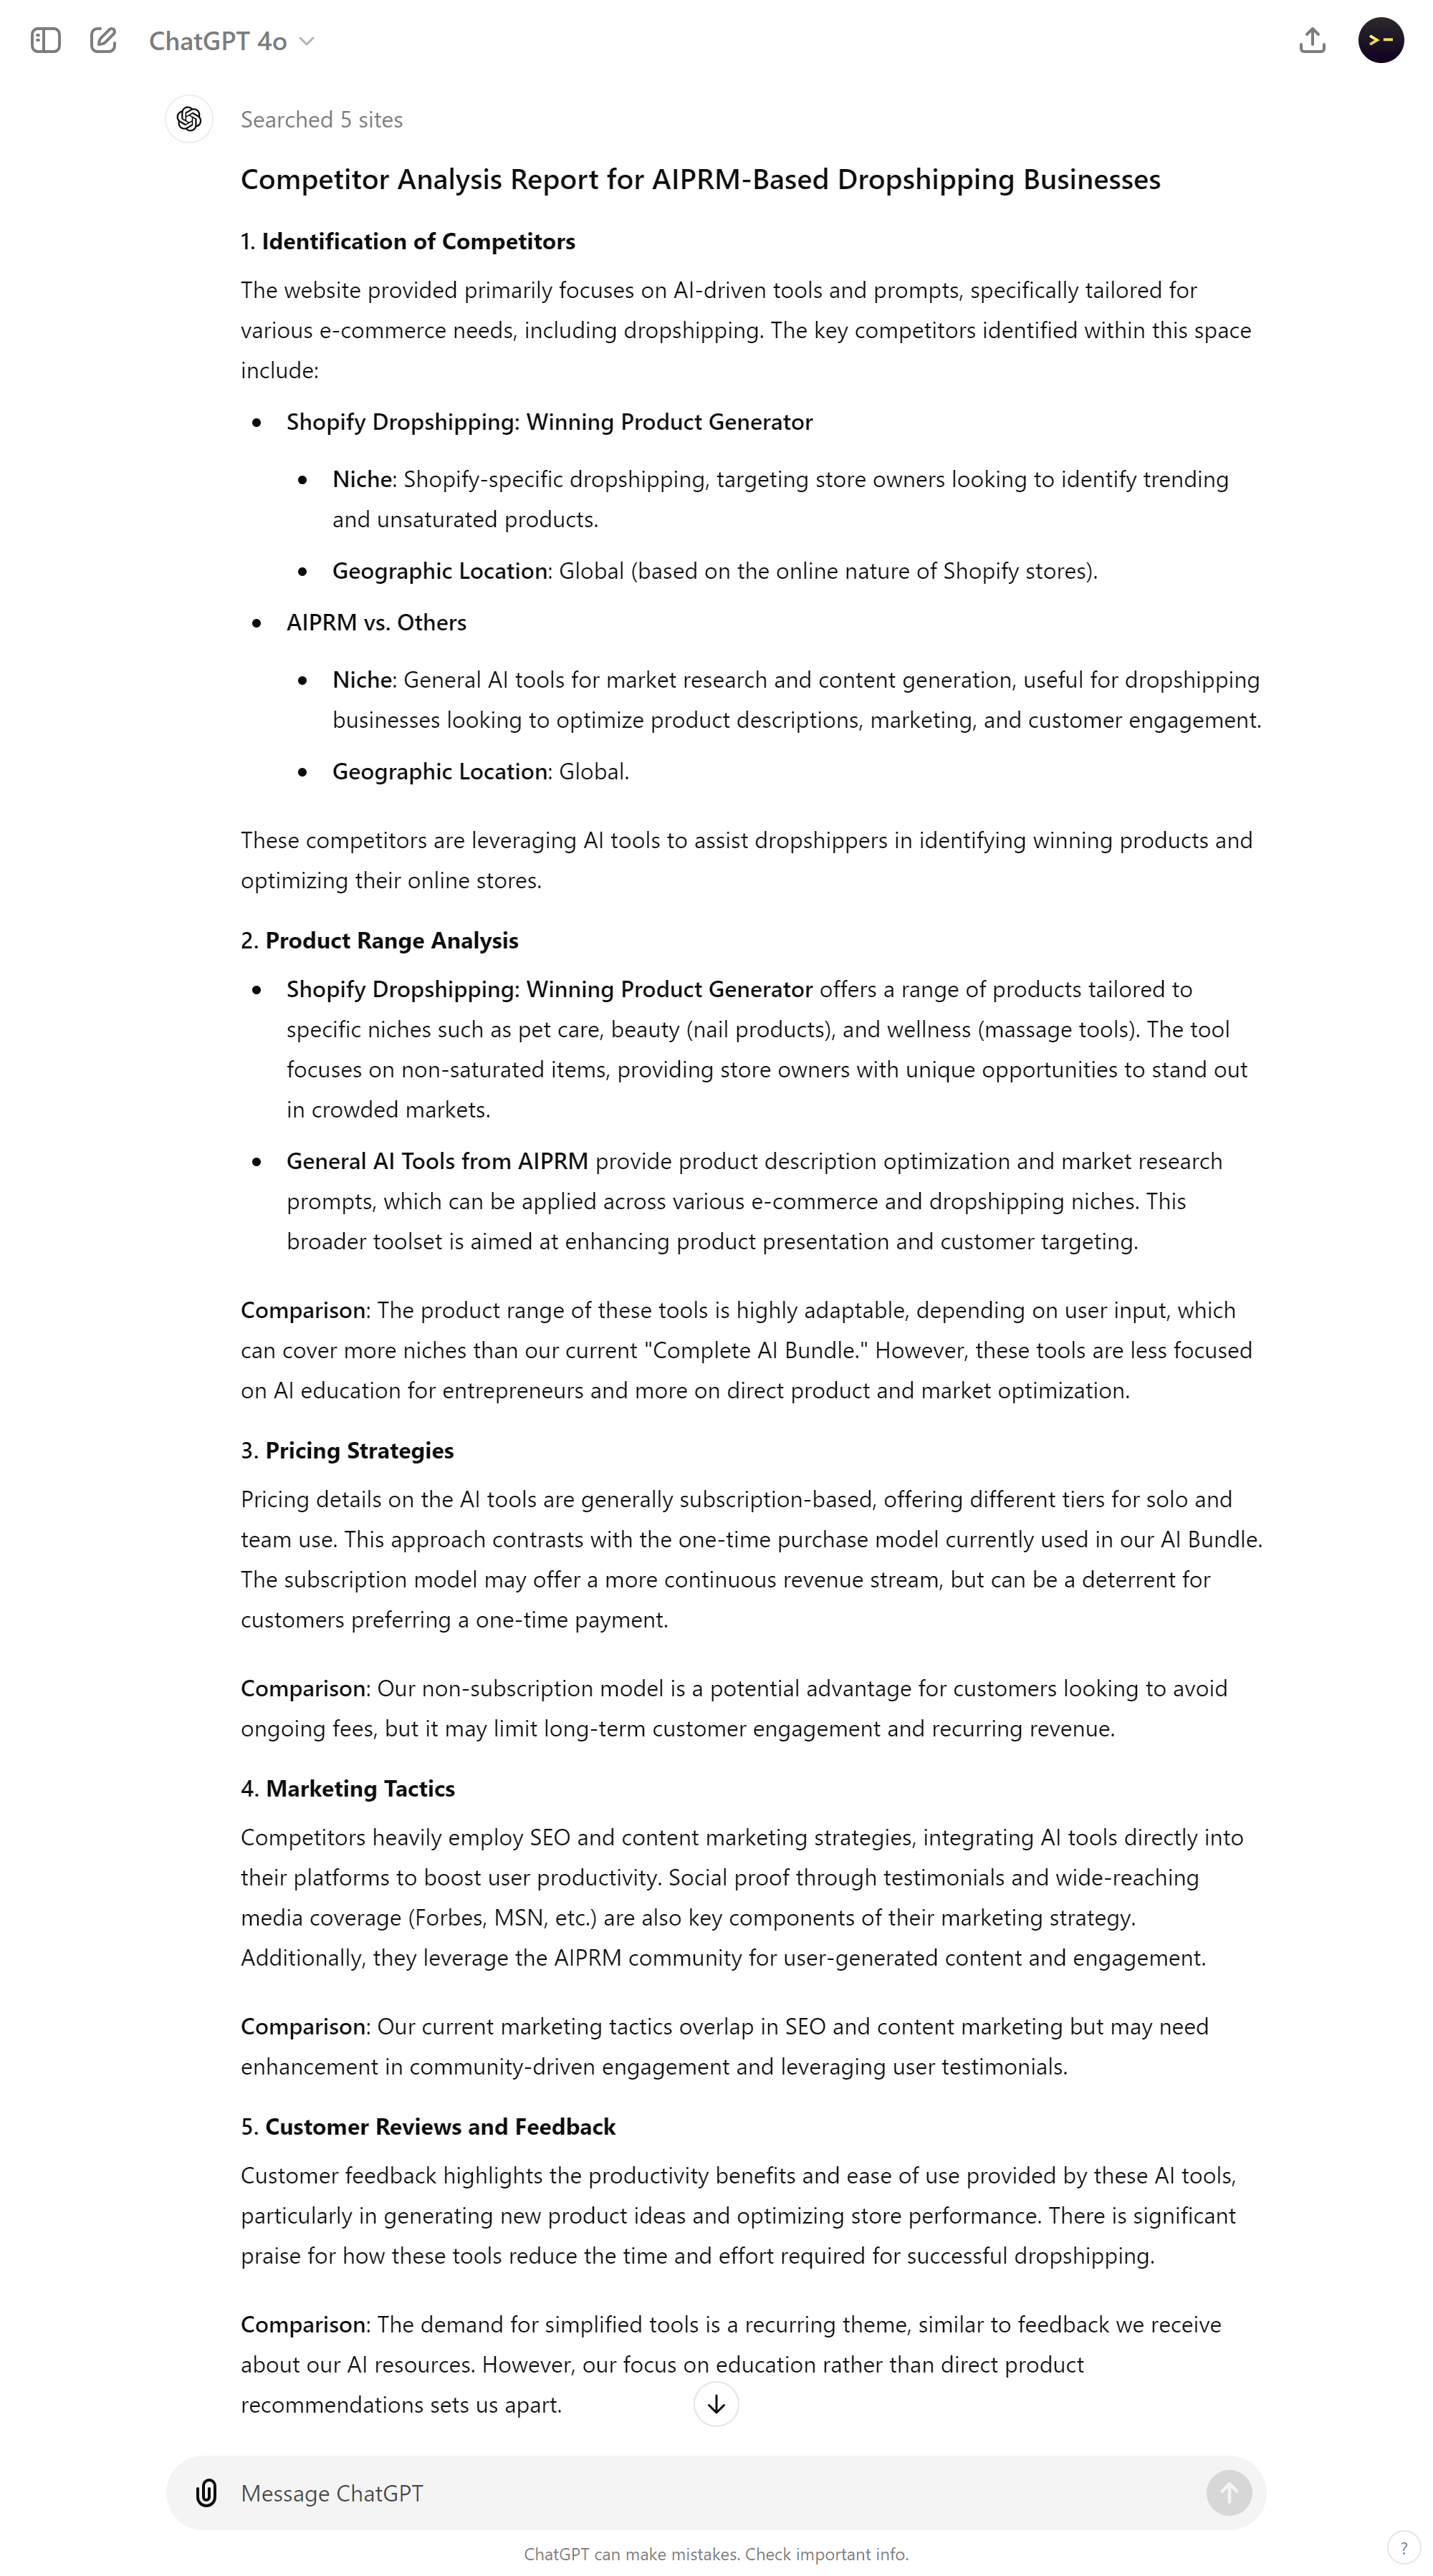 ChatGPT 4o
>-
Searched 5 sites
Competitor Analysis Report for AIPRM-Based Dropshipping Businesses
1. Identification of Competitors
The website provided primarily focuses on AI-driven tools and prompts, specifically tailored for
various e-commerce needs, including dropshipping. The key competitors identified within this space
include:
• Shopify Dropshipping: Winning Product Generator
• Niche: Shopify-specific dropshipping, targeting store owners looking to identify trending
and unsaturated products.
• Geographic Location: Global (based on the online nature of Shopify stores).
• AIPRM vs. Others
• Niche: General AI tools for market research and content generation, useful for dropshipping
businesses looking to optimize product descriptions, marketing, and customer engagement.
• Geographic Location: Global.
These competitors are leveraging AI tools to assist dropshippers in identifying winning products and
optimizing their online stores.
2. Product Range Analysis
• Shopify Dropshipping: Winning Product Generator offers a range of products tailored to
specific niches such as pet care, beauty (nail products), and wellness (massage tools). The tool
focuses on non-saturated items, providing store owners with unique opportunities to stand out
in crowded markets.
• General AI Tools from AIPRM provide product description optimization and market research
prompts, which can be applied across various e-commerce and dropshipping niches. This
broader toolset is aimed at enhancing product presentation and customer targeting.
Comparison: The product range of these tools is highly adaptable, depending on user input, which
can cover more niches than our current "Complete AI Bundle." However, these tools are less focused
on AI education for entrepreneurs and more on direct product and market optimization.
3. Pricing Strategies
Pricing details on the AI tools are generally subscription-based, offering different tiers for solo and
team use. This approach contrasts with the one-time purchase model currently used in our AI Bundle.
The subscription model may offer a more continuous revenue stream, but can be a deterrent for
customers preferring a one-time payment.
Comparison: Our non-subscription model is a potential advantage for customers looking to avoid
ongoing fees, but it may limit long-term customer engagement and recurring revenue.
4. Marketing Tactics
Competitors heavily employ SEO and content marketing strategies, integrating AI tools directly into
their platforms to boost user productivity. Social proof through testimonials and wide-reaching
media coverage (Forbes, MSN, etc.) are also key components of their marketing strategy.
Additionally, they leverage the AIPRM community for user-generated content and engagement.
Comparison: Our current marketing tactics overlap in SEO and content marketing but may need
enhancement in community-driven engagement and leveraging user testimonials.
5. Customer Reviews and Feedback
Customer feedback highlights the productivity benefits and ease of use provided by these AI tools,
particularly in generating new product ideas and optimizing store performance. There is significant
praise for how these tools reduce the time and effort required for successful dropshipping.
Comparison: The demand for simplified tools is a recurring theme, similar to feedback we receive
about our AI resources. However, our focus on education rather than direct product
recommendations sets us apart.
Message ChatGPT
ChatGPT can make mistakes. Check important info.
?